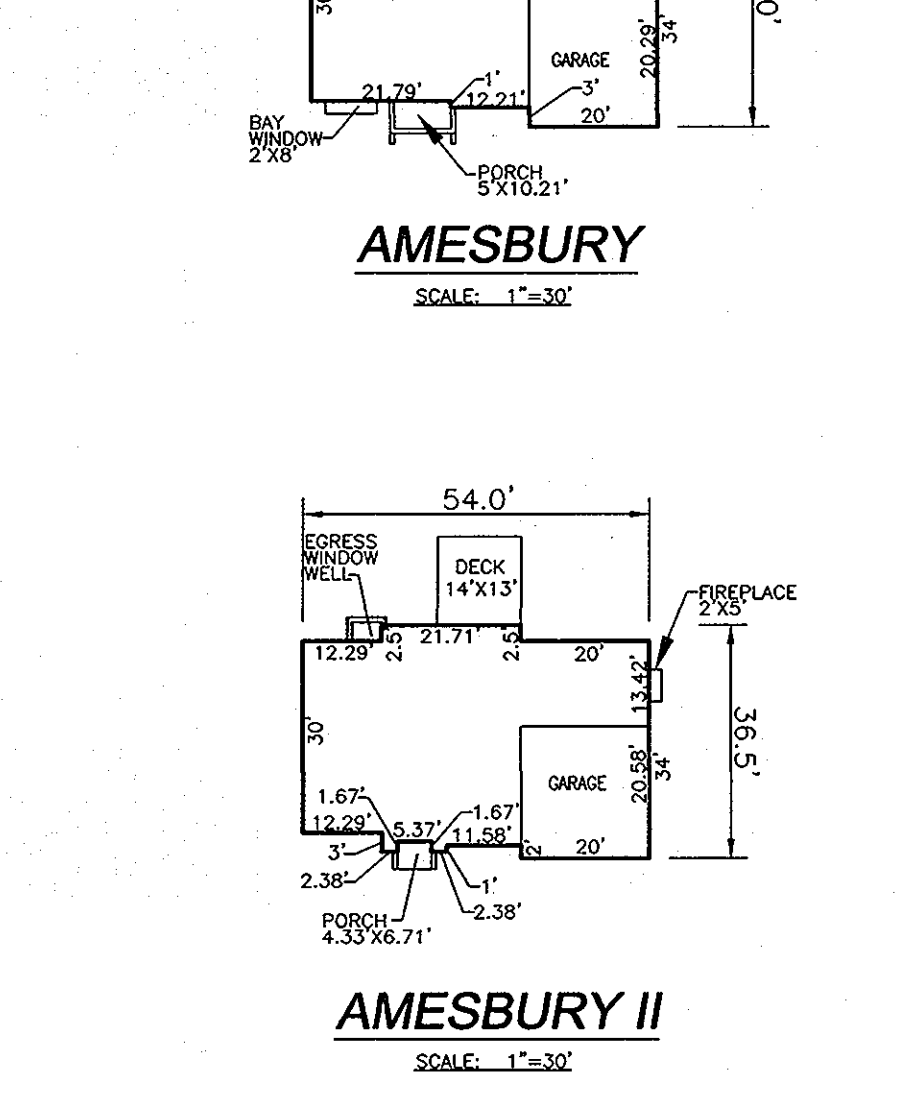 GARAGE
20.29'
34'
21.79'
1'
12.21'
3'
20'
BAY
WINDOW
2'X8'
PORCH
5'X10.21'
AMESBURY
SCALE: 1"=30'
54.0'
EGRESS
WINDOW
WELL
DECK
14'X13'
FIREPLACE
2'X5'
12.29'
2.5'
21.71'
2.5'
20'
13.42'
30'
36.5'
GARAGE
20.58'
34'
1.67'
1.67'
12.29'
5.37'
11.58'
2'
20'
3'
2.38'
1'
2.38'
PORCH
4.33'X6.71'
AMESBURY II
SCALE: 1"=30'